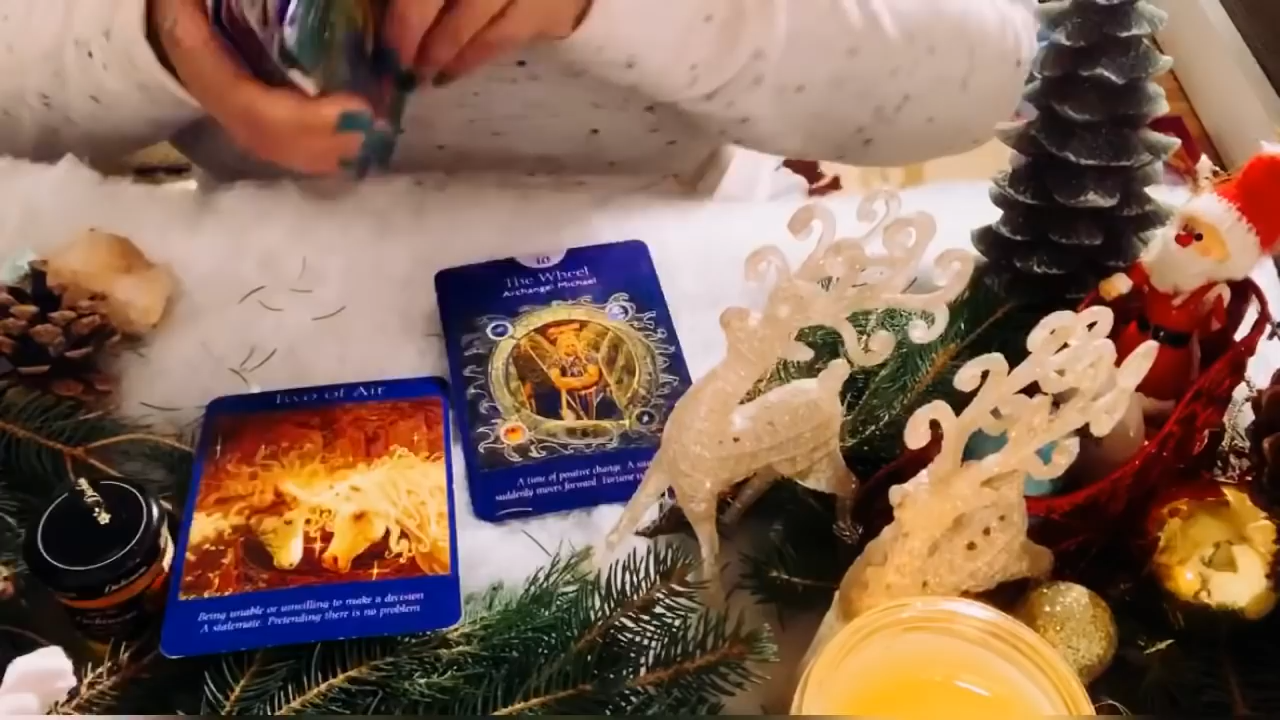 10
The Wheel
Archangel Michael
A time of positive change. A
suddenly moves forward. Fortune
Two of Air
Being unable or unwilling to make a decision
A stalemate. Pretending there is no problem